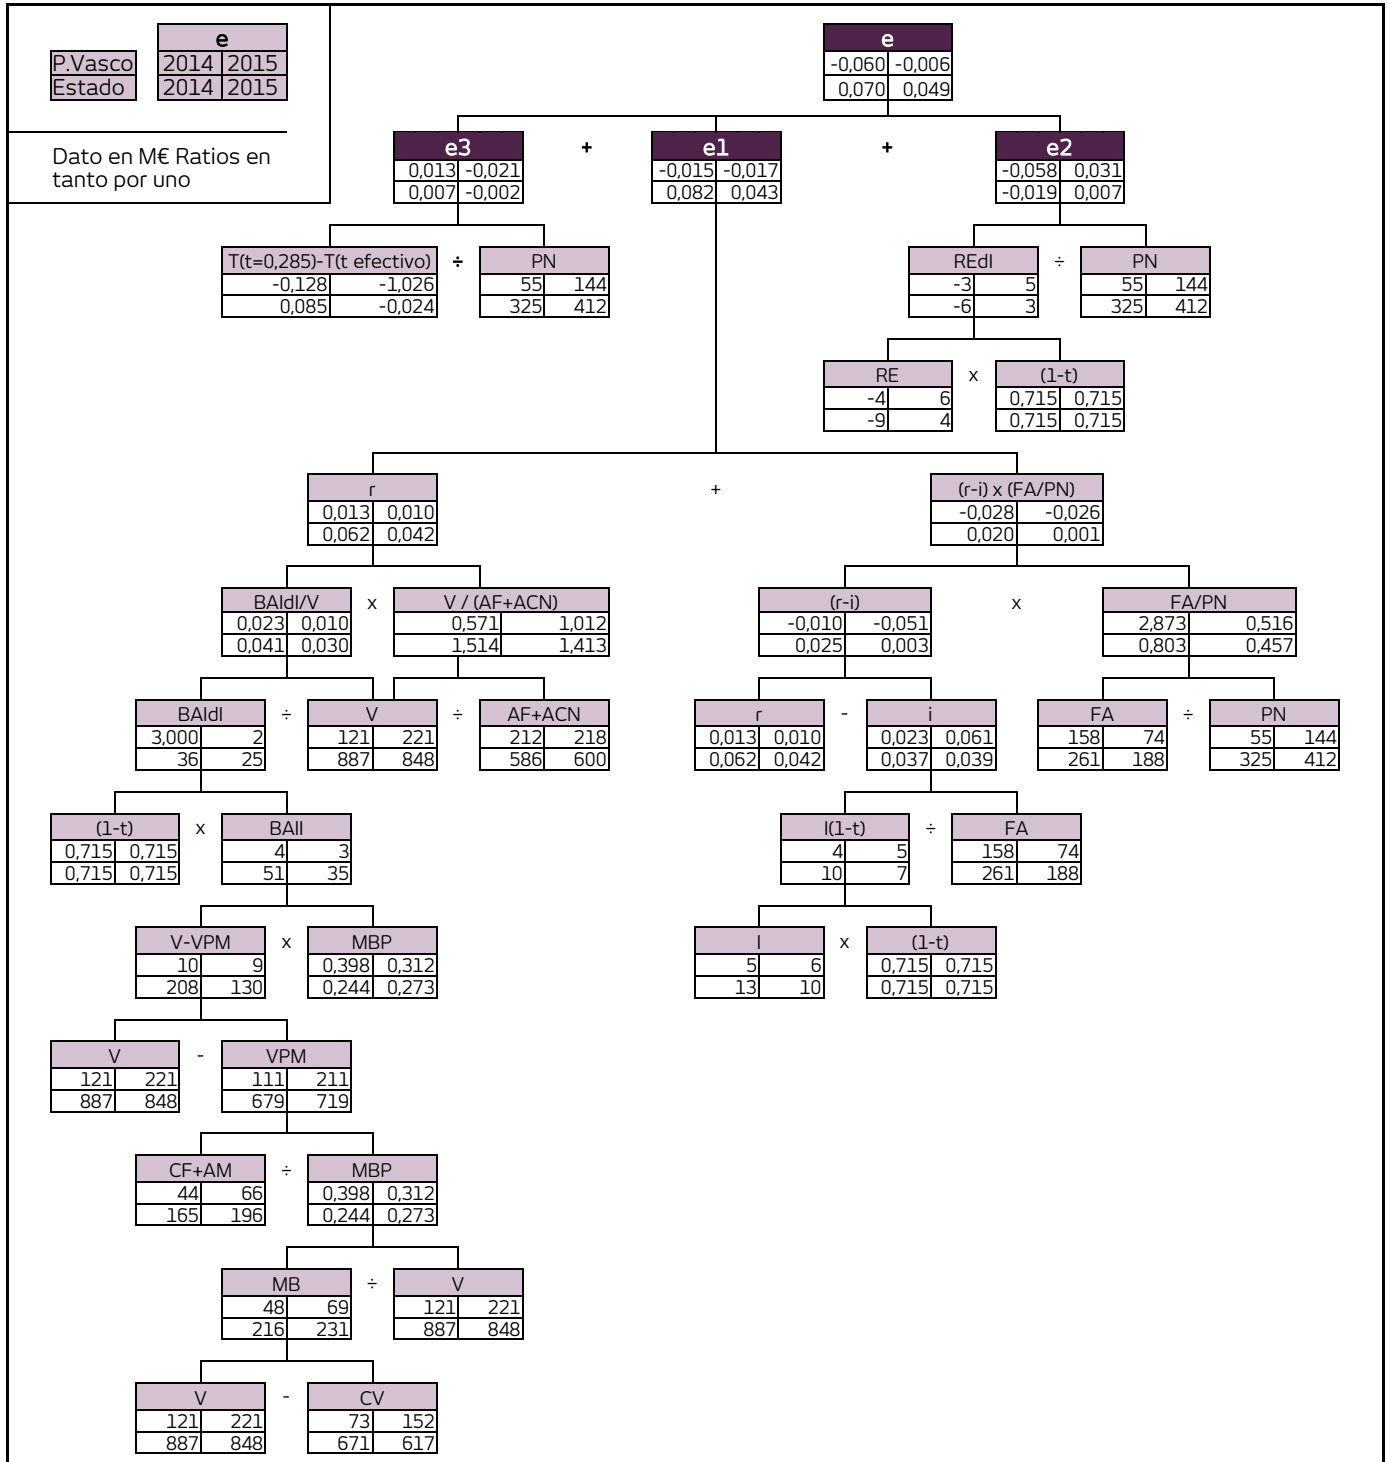 e
P.Vasco 2014 2015
Estado 2014 2015
Dato en M€ Ratios en
tanto por uno
e
-0,060 -0,006
0,070 0,049
e3 + e1 + e2
0,013 -0,021 -0,015 -0,017 -0,058 0,031
0,007 -0,002 0,082 0,043 -0,019 0,007
T(t=0,285)-T(t efectivo) ÷ PN REdI ÷ PN
-0,128 -1,026 55 144 -3 5 55 144
0,085 -0,024 325 412 -6 3 325 412
RE x (1-t)
-4 6 0,715 0,715
-9 4 0,715 0,715
r + (r-i) x (FA/PN)
0,013 0,010 -0,028 -0,026
0,062 0,042 0,020 0,001
BAIdI/V x V / (AF+ACN) (r-i) x FA/PN
0,023 0,010 0,571 1,012 -0,010 -0,051 2,873 0,516
0,041 0,030 1,514 1,413 0,025 0,003 0,803 0,457
BAIdI ÷ V ÷ AF+ACN r - i FA ÷ PN
3,000 2 121 221 212 218 0,013 0,010 0,023 0,061 158 74 55 144
36 25 887 848 586 600 0,062 0,042 0,037 0,039 261 188 325 412
(1-t) x BAII I(1-t) ÷ FA
0,715 0,715 4 3 4 5 158 74
0,715 0,715 51 35 10 7 261 188
V-VPM x MBP I x (1-t)
10 9 0,398 0,312 5 6 0,715 0,715
208 130 0,244 0,273 13 10 0,715 0,715
V - VPM
121 221 111 211
887 848 679 719
CF+AM ÷ MBP
44 66 0,398 0,312
165 196 0,244 0,273
MB ÷ V
48 69 121 221
216 231 887 848
V - CV
121 221 73 152
887 848 671 617